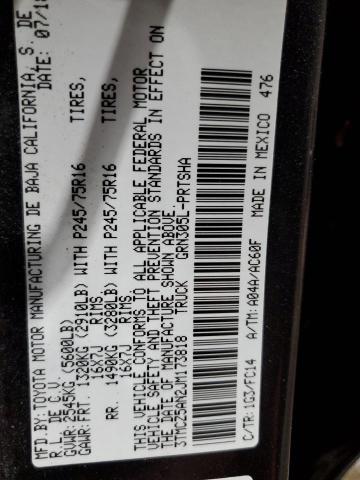 MFD. BY: TOYOTA MOTOR MANUFACTURING DE BAJA CALIFORNIA, S. DE
R.L. DE C.V. DATE: 07/18
GVWR: 2545KG (5600LB)
GAWR: FRT. 1320KG (2910LB) WITH P245/75R16 TIRES,
16X7J RIMS
RR. 1490KG (3280LB) WITH P245/75R16 TIRES,
16X7J RIMS
THIS VEHICLE CONFORMS TO ALL APPLICABLE FEDERAL MOTOR
VEHICLE SAFETY AND THEFT PREVENTION STANDARDS IN EFFECT ON
THE DATE OF MANUFACTURE SHOWN ABOVE.
3TMCZ5AN2JM173818 TRUCK GRN305L-PRTSHA
C/TR: 1G3/FC14 A/TM: A04A/AC60F MADE IN MEXICO 476